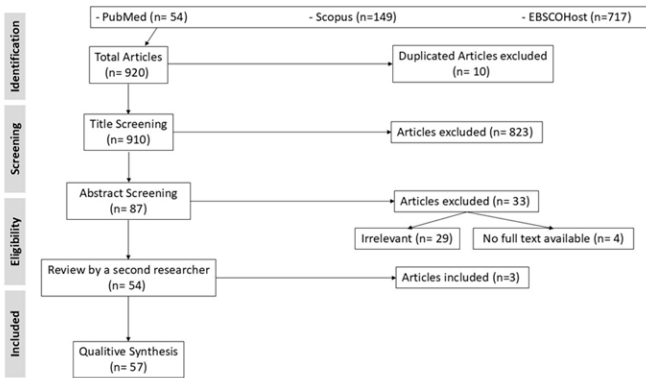 - PubMed (n= 54) - Scopus (n=149) - EBSCOHost (n=717)
Identification
Total Articles
(n= 920)
Duplicated Articles excluded
(n= 10)
Screening
Title Screening
(n= 910)
Articles excluded (n= 823)
Abstract Screening
(n= 87)
Articles excluded (n= 33)
Eligibility
Irrelevant (n= 29)
No full text available (n= 4)
Review by a second researcher
(n= 54)
Articles included (n=3)
Included
Qualitive Synthesis
(n= 57)